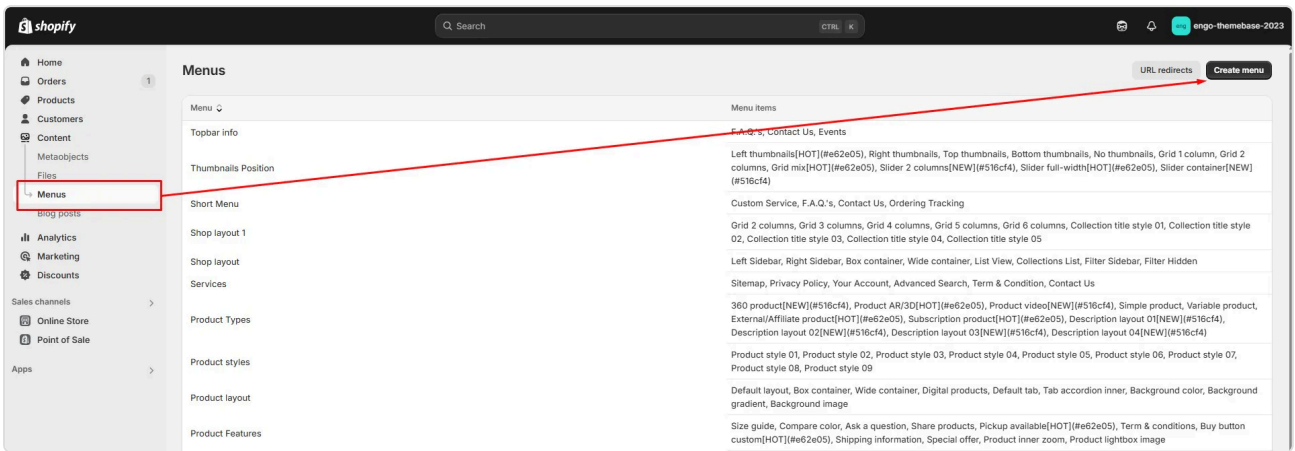 shopify
Search
CTRL K
eng
engo-themebase-2023
Home
Orders 1
Products
Customers
Content
Metaobjects
Files
Menus
Blog posts
Analytics
Marketing
Discounts
Sales channels
Online Store
Point of Sale
Apps
Menus
URL redirects
Create menu
Menu
Menu items
Topbar info
F.A.Q.'s, Contact Us, Events
Thumbnails Position
Left thumbnails[HOT](#e62e05), Right thumbnails, Top thumbnails, Bottom thumbnails, No thumbnails, Grid 1 column, Grid 2
columns, Grid mix[HOT](#e62e05), Slider 2 columns[NEW](#516cf4), Slider full-width[HOT](#e62e05), Slider container[NEW]
(#516cf4)
Short Menu
Custom Service, F.A.Q.'s, Contact Us, Ordering Tracking
Shop layout 1
Grid 2 columns, Grid 3 columns, Grid 4 columns, Grid 5 columns, Grid 6 columns, Collection title style 01, Collection title style
02, Collection title style 03, Collection title style 04, Collection title style 05
Shop layout
Left Sidebar, Right Sidebar, Box container, Wide container, List View, Collections List, Filter Sidebar, Filter Hidden
Services
Sitemap, Privacy Policy, Your Account, Advanced Search, Term & Condition, Contact Us
Product Types
360 product[NEW](#516cf4), Product AR/3D[HOT](#e62e05), Product video[NEW](#516cf4), Simple product, Variable product,
External/Affiliate product[HOT](#e62e05), Subscription product[HOT](#e62e05), Description layout 01[NEW](#516cf4),
Description layout 02[NEW](#516cf4), Description layout 03[NEW](#516cf4), Description layout 04[NEW](#516cf4)
Product styles
Product style 01, Product style 02, Product style 03, Product style 04, Product style 05, Product style 06, Product style 07,
Product style 08, Product style 09
Product layout
Default layout, Box container, Wide container, Digital products, Default tab, Tab accordion inner, Background color, Background
gradient, Background image
Product Features
Size guide, Compare color, Ask a question, Share products, Pickup available[HOT](#e62e05), Term & conditions, Buy button
custom[HOT](#e62e05), Shipping information, Special offer, Product inner zoom, Product lightbox image